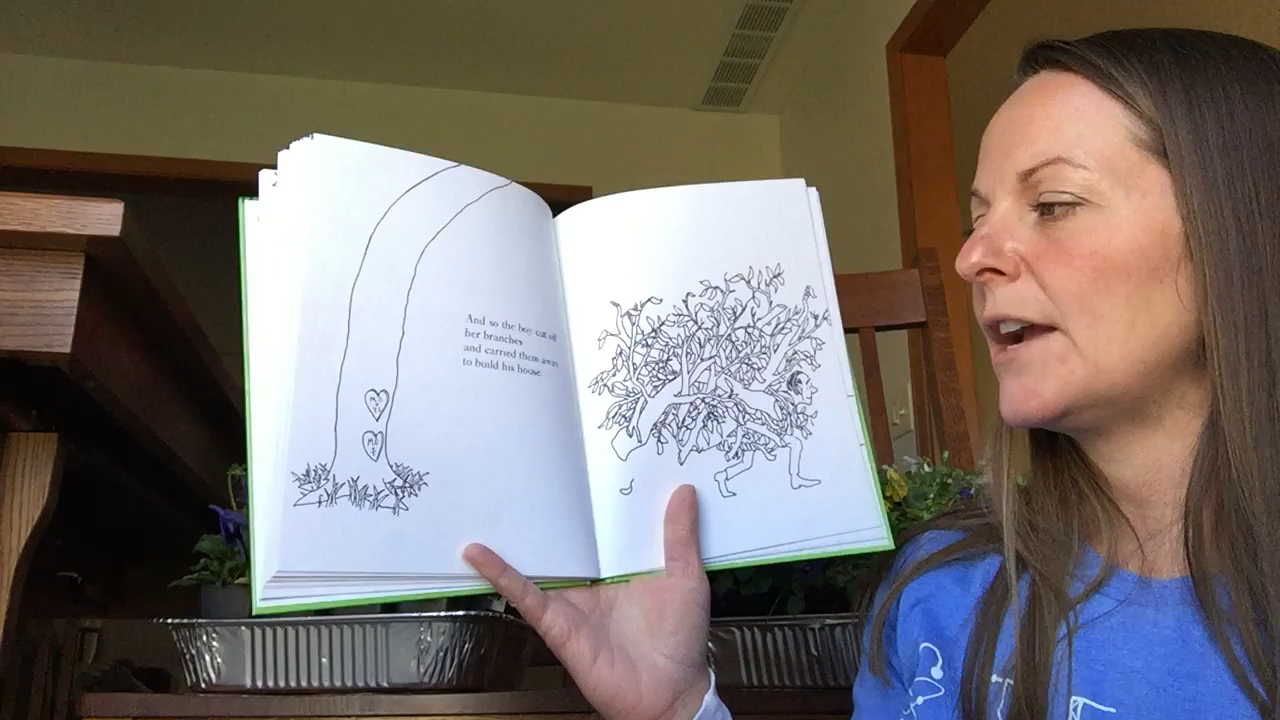 And so the boy cut off
her branches
and carried them away
to build his house.